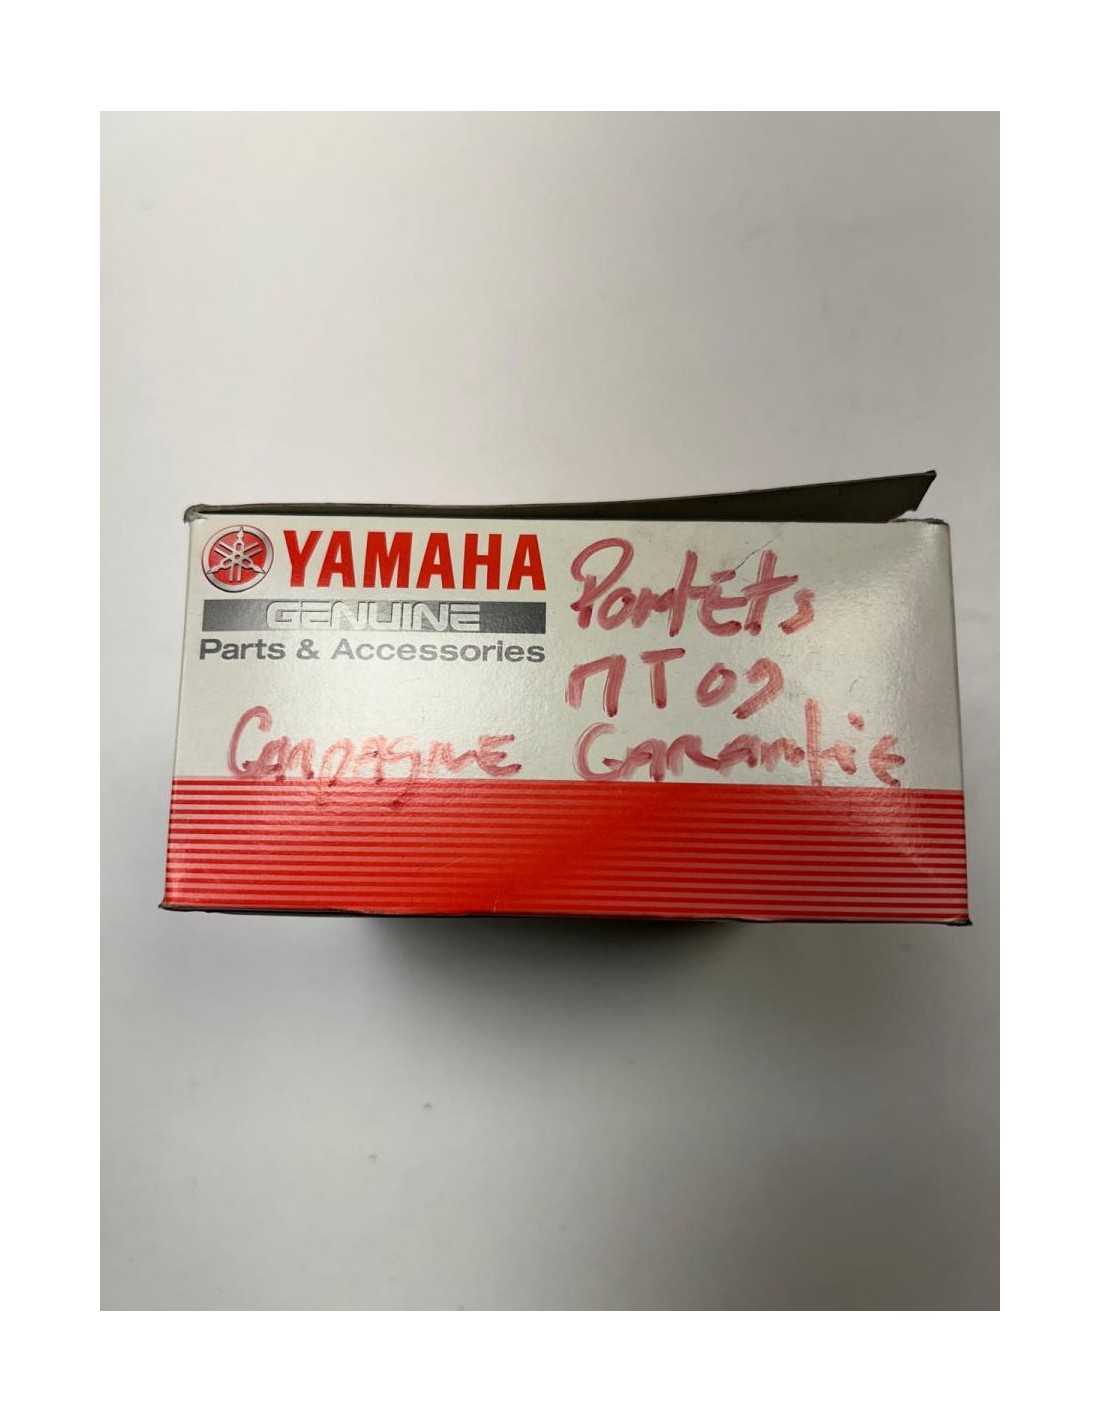 YAMAHA
GENUINE
Parts & Accessories
Pontets
MT09
Campagne Garantie